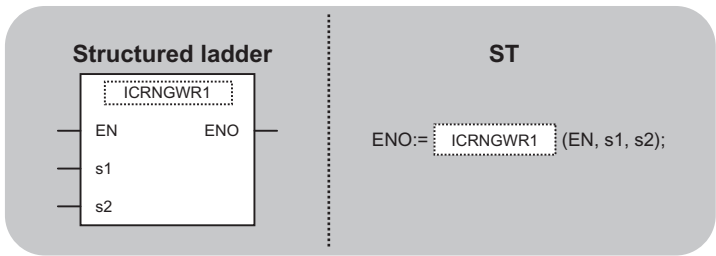 Structured ladder
ICRNGWR1
EN ENO
s1
s2
ST
ENO:= ICRNGWR1 (EN, s1, s2);